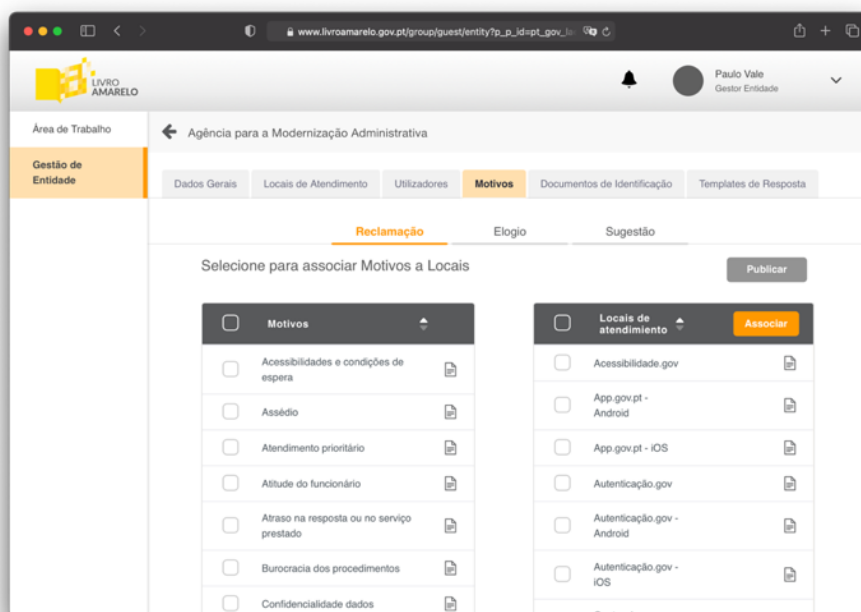 www.livroamarelo.gov.pt/group/guest/entity?p_p_id=pt_gov_la
LIVRO
AMARELO
Paulo Vale
Gestor Entidade
Área de Trabalho
Gestão de
Entidade
Agência para a Modernização Administrativa
Dados Gerais
Locais de Atendimento
Utilizadores
Motivos
Documentos de Identificação
Templates de Resposta
Reclamação
Elogio
Sugestão
Selecione para associar Motivos a Locais
Publicar
Motivos
Acessibilidades e condições de
espera
Assédio
Atendimento prioritário
Atitude do funcionário
Atraso na resposta ou no serviço
prestado
Burocracia dos procedimentos
Confidencialidade dados
Locais de
atendimiento
Associar
Acessibilidade.gov
App.gov.pt -
Android
App.gov.pt - iOS
Autenticação.gov
Autenticação.gov -
Android
Autenticação.gov -
iOS